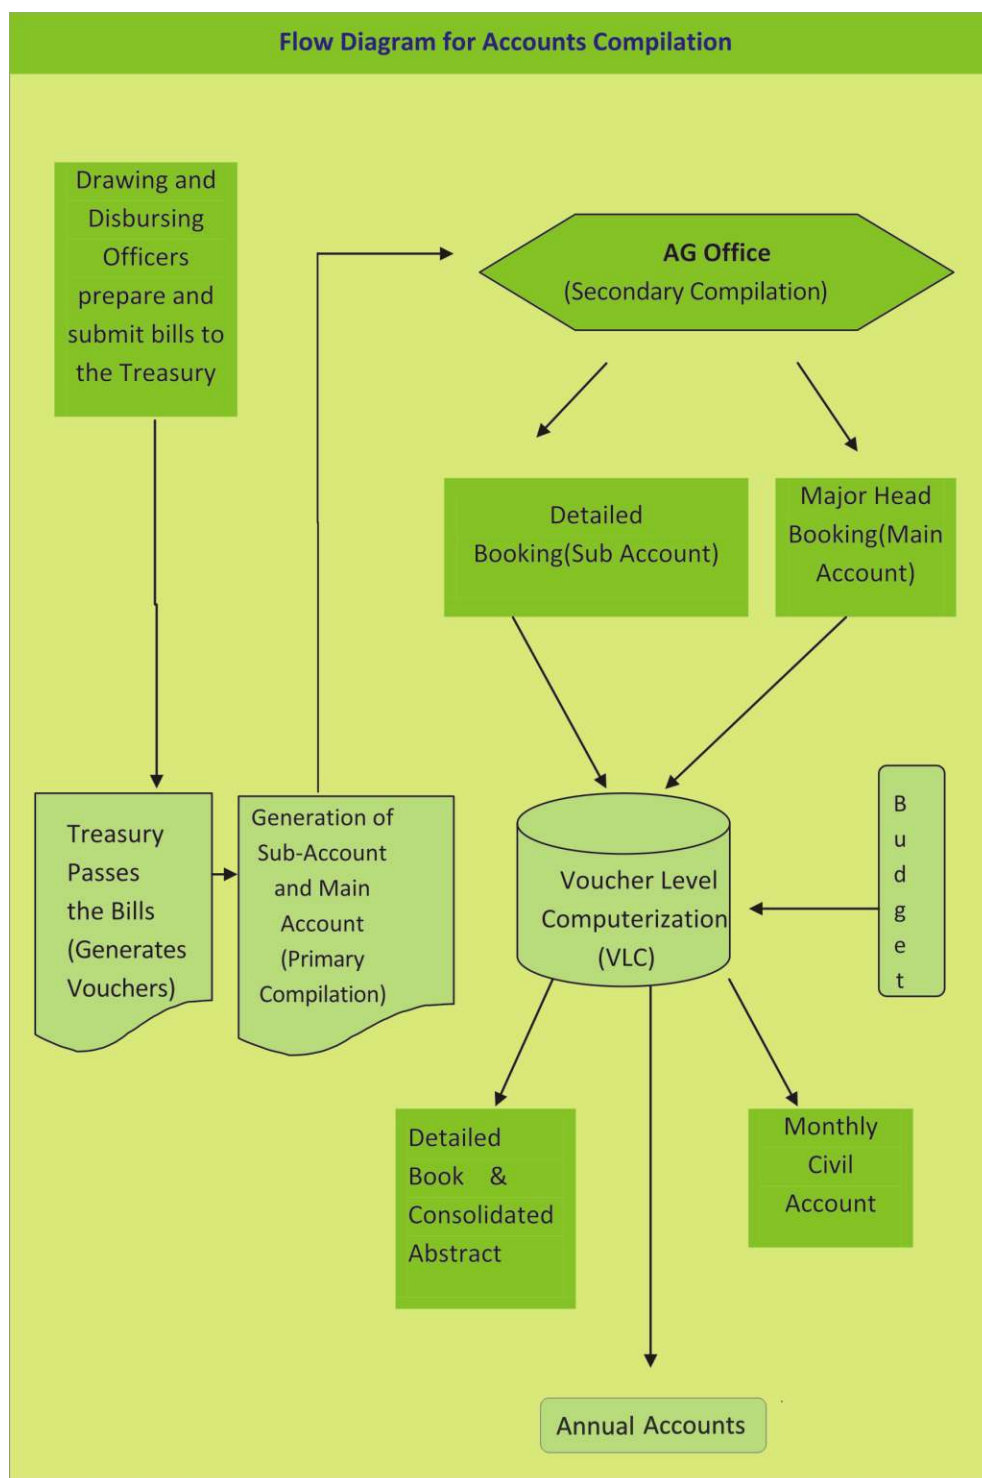 Flow Diagram for Accounts Compilation
Drawing and
Disbursing
Officers
prepare and
submit bills to
the Treasury
AG Office
(Secondary Compilation)
Detailed
Booking(Sub Account)
Major Head
Booking(Main
Account)
Treasury
Passes
the Bills
(Generates
Vouchers)
Generation of
Sub-Account
and Main
Account
(Primary
Compilation)
Voucher Level
Computerization
(VLC)
B
u
d
g
e
t
Detailed
Book &
Consolidated
Abstract
Monthly
Civil
Account
Annual Accounts